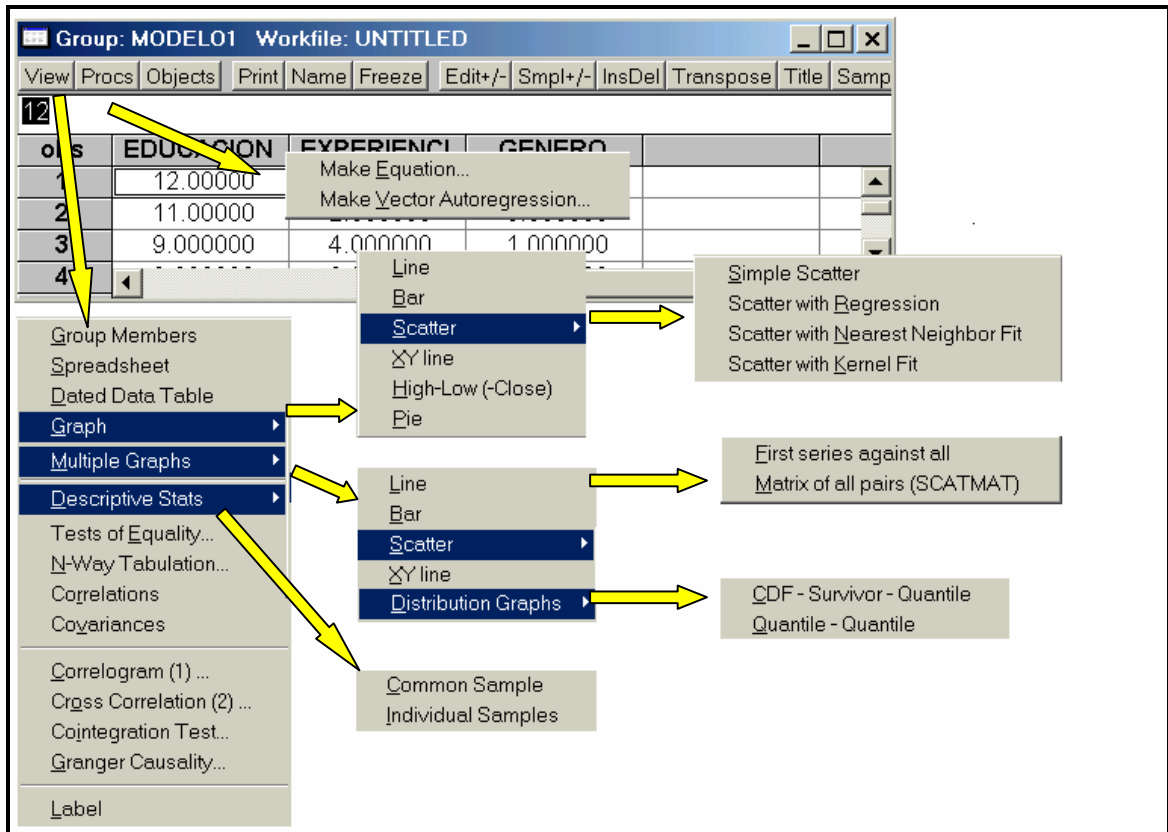 Group: MODELO1 Workfile: UNTITLED
View Procs Objects Print Name Freeze Edit+/- Smpl+/- InsDel Transpose Title Samp
12
EDUCACION EXPERIENCI GENERO
1 12.00000
2 11.00000
3 9.000000 4.000000 1.000000
4
Make Equation...
Make Vector Autoregression...
Group Members
Spreadsheet
Dated Data Table
Graph
Multiple Graphs
Descriptive Stats
Tests of Equality...
N-Way Tabulation...
Correlations
Covariances
Correlogram (1) ...
Cross Correlation (2) ...
Cointegration Test...
Granger Causality...
Label
Line
Bar
Scatter
XY line
High-Low (-Close)
Pie
Simple Scatter
Scatter with Regression
Scatter with Nearest Neighbor Fit
Scatter with Kernel Fit
Line
Bar
Scatter
XY line
Distribution Graphs
First series against all
Matrix of all pairs (SCATMAT)
CDF - Survivor - Quantile
Quantile - Quantile
Common Sample
Individual Samples